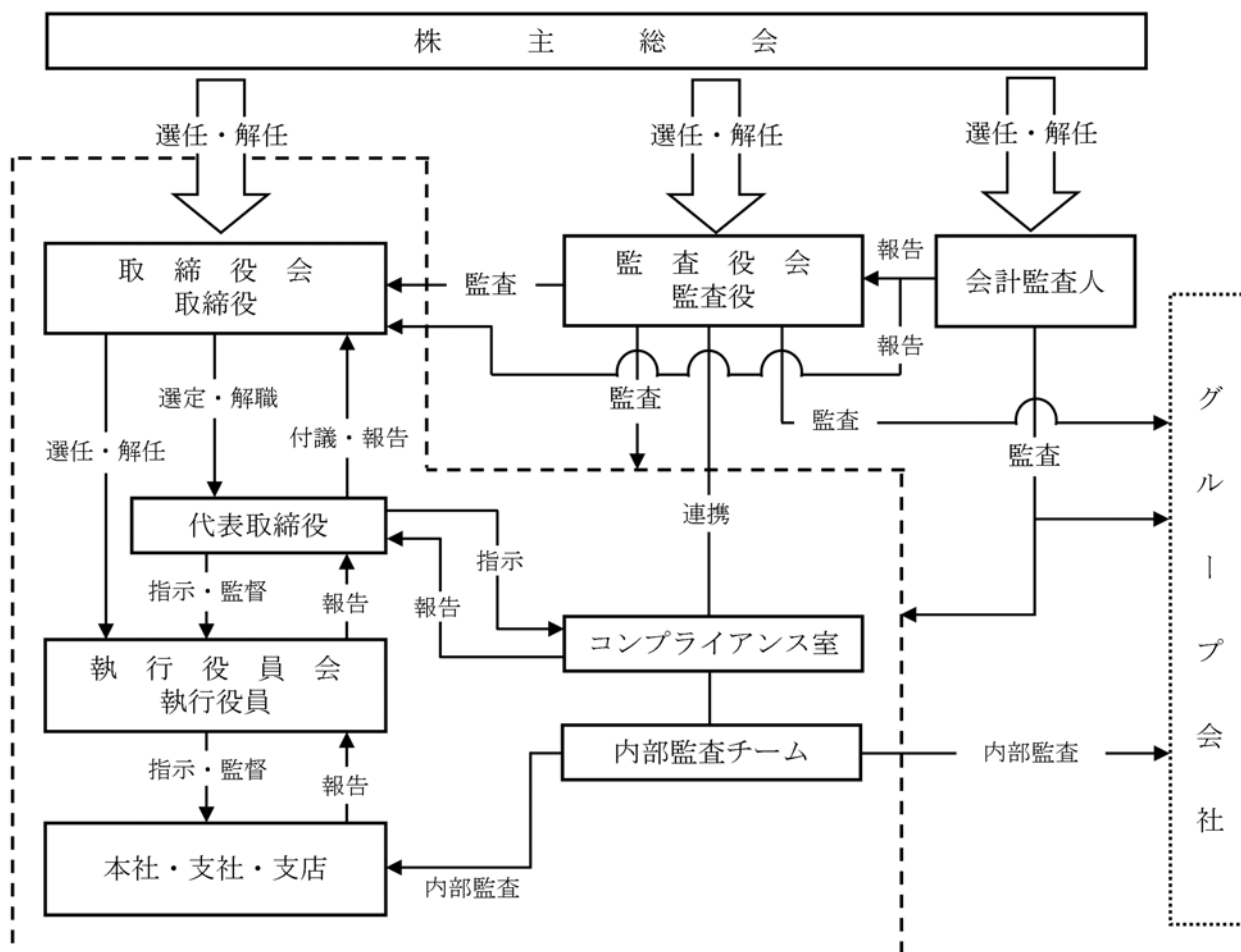 株主総会
選任・解任
選任・解任
選任・解任
取締役会
取締役
監査
監査役会
監査役
報告
会計監査人
報告
選定・解職
付議・報告
選任・解任
監査
監査
監査
グループ会社
代表取締役
連携
指示
指示・監督
報告
報告
コンプライアンス室
執行役員会
執行役員
内部監査チーム
内部監査
指示・監督
報告
本社・支社・支店
内部監査